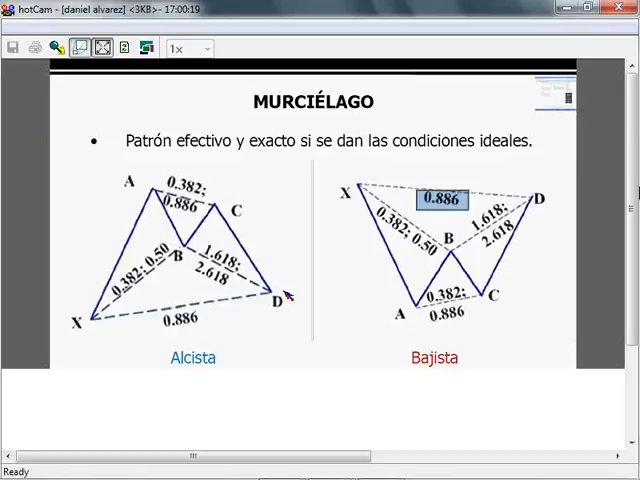 hotCam - [daniel alvarez] <3KB> - 17:00:19
2
1x
MURCIÉLAGO
• Patrón efectivo y exacto si se dan las condiciones ideales.
A
0.382;
0.886
C
B
0.382; 0.50
1.618;
2.618
D
X
0.886
Alcista
X
0.886
D
0.382; 0.50
B
1.618;
2.618
0.382;
0.886
A
C
Bajista
Ready